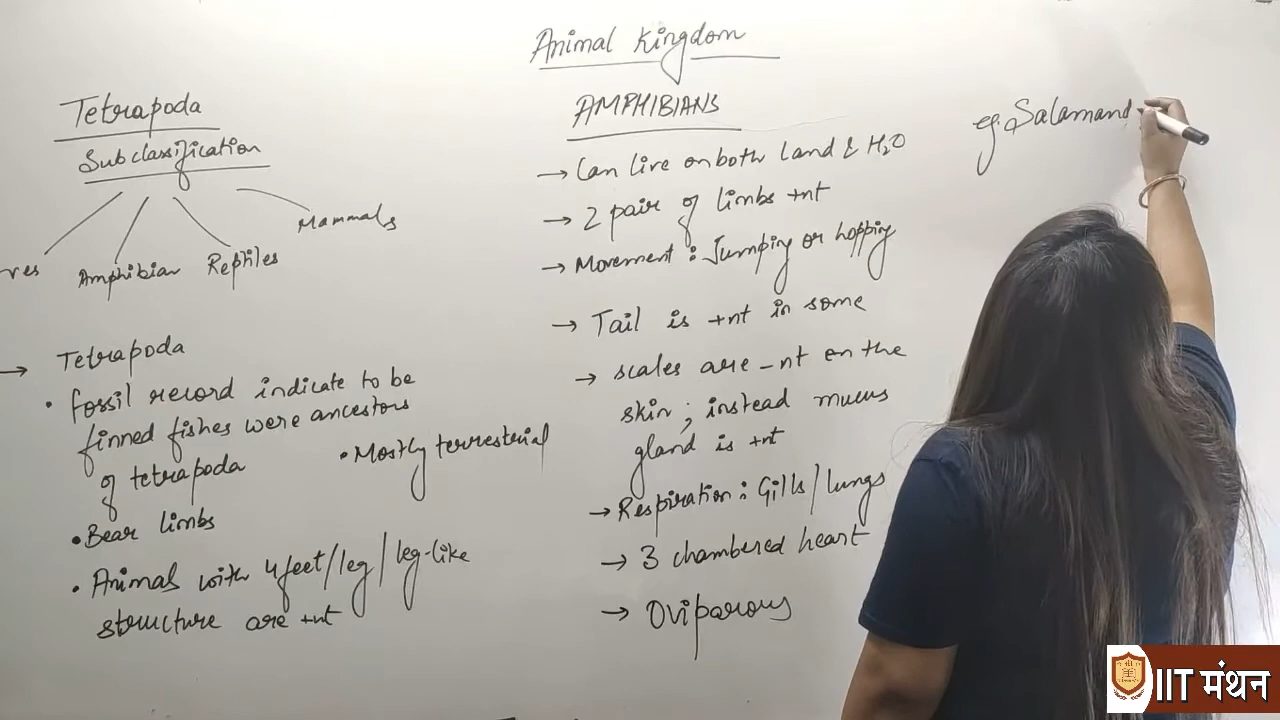 Animal Kingdom
Tetrapoda
Subclassification
ves
Amphibian
Reptiles
Mammals
→ Tetrapoda
• fossil record indicate to be
finned fishes were ancestors
of tetrapoda
• Mostly terresterial
• Bear limbs
• Animal with 4 feet/leg/leg-like
structure are +nt
AMPHIBIANS
→ Can live on both land & H₂O
→ 2 pair of limbs +nt
→ Movement : Jumping or hopping
→ Tail is +nt in some
→ scales are -nt on the
skin ; instead mucus
gland is +nt
→ Respiration : Gills/lungs
→ 3 chambered heart
→ Oviparous
eg. Salamand
IIT मंथन